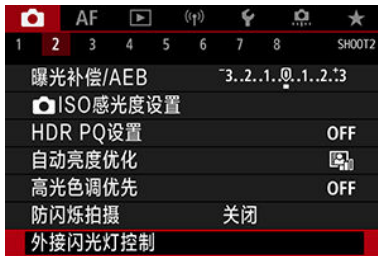 AF
1 2 3 4 5 6 7 8 SHOOT2
曝光补偿/AEB -3..2..1..0..1..2..+3
ISO感光度设置
HDR PQ设置 OFF
自动亮度优化
高光色调优先 OFF
防闪烁拍摄 关闭
外接闪光灯控制